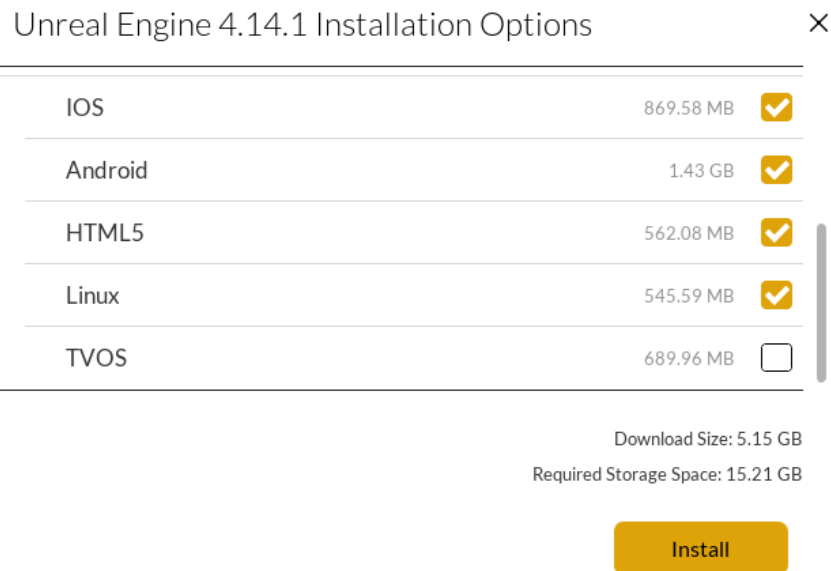 Unreal Engine 4.14.1 Installation Options
IOS 869.58 MB
Android 1.43 GB
HTML5 562.08 MB
Linux 545.59 MB
TVOS 689.96 MB
Download Size: 5.15 GB
Required Storage Space: 15.21 GB
Install